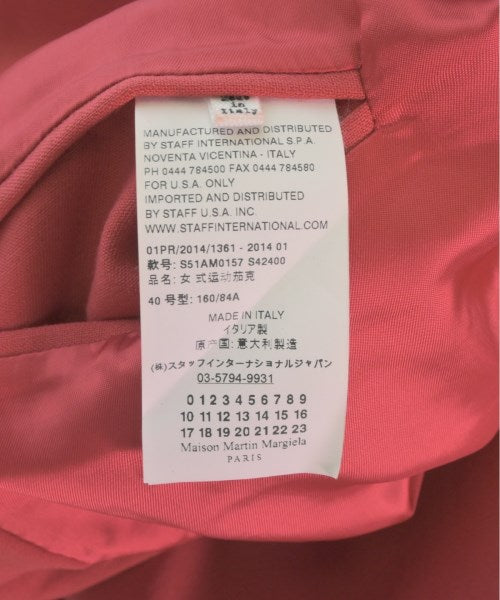 in
Italy
MANUFACTURED AND DISTRIBUTED
BY STAFF INTERNATIONAL S.P.A.
NOVENTA VICENTINA - ITALY
PH 0444 784500 FAX 0444 784580
FOR U.S.A. ONLY
IMPORTED AND DISTRIBUTED
BY STAFF U.S.A. INC.
WWW.STAFFINTERNATIONAL.COM
01PR/2014/1361 - 2014 01
款号: S51AM0157 S42400
品名: 女式运动茄克
40 号型: 160/84A
MADE IN ITALY
イタリア製
原产国: 意大利製造
(株)スタッフインターナショナルジャパン
03-5794-9931
0 1 2 3 4 5 6 7 8 9
10 11 12 13 14 15 16
17 18 19 20 21 22 23
Maison Martin Margiela
PARIS